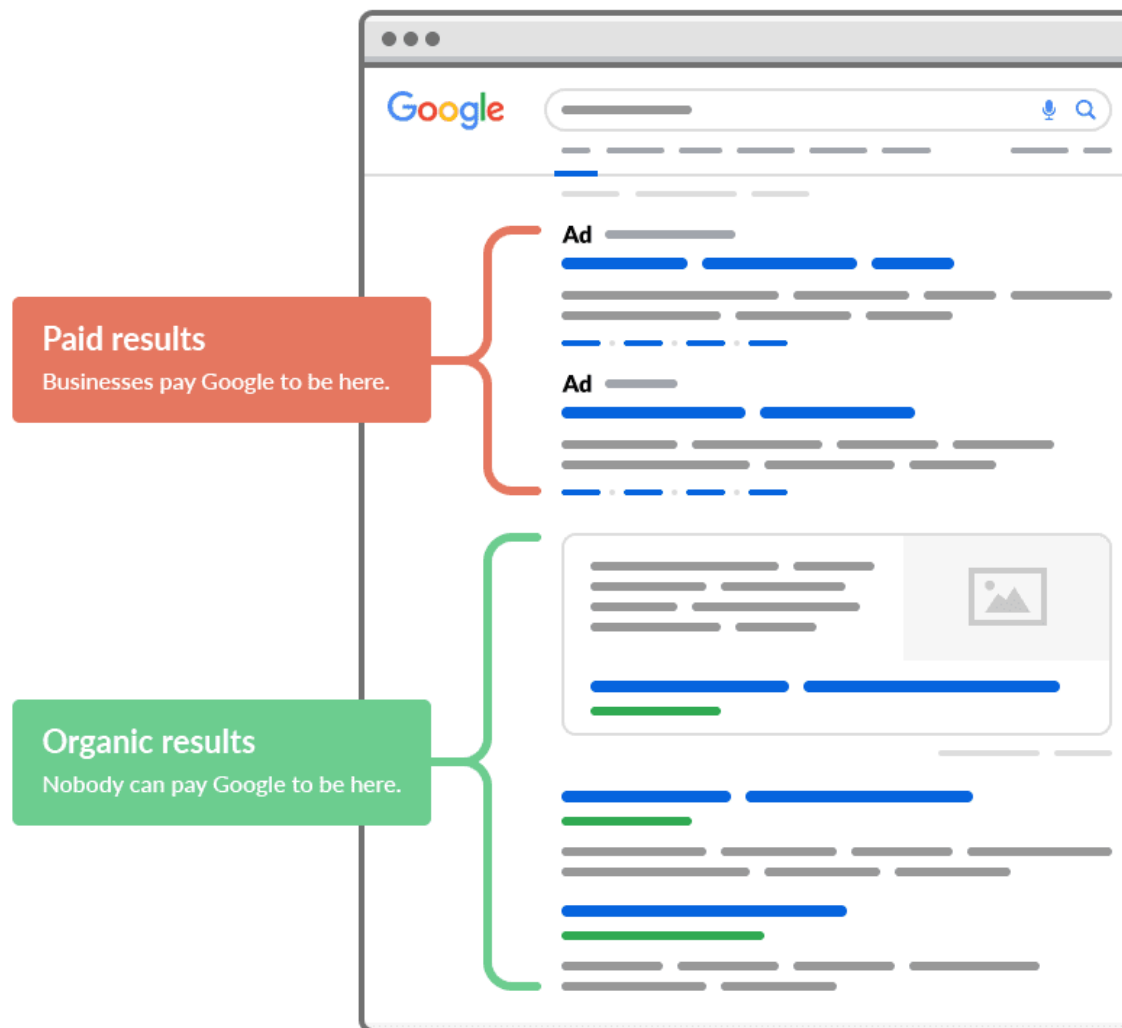 Google
Ad
Paid results
Businesses pay Google to be here.
Ad
Organic results
Nobody can pay Google to be here.